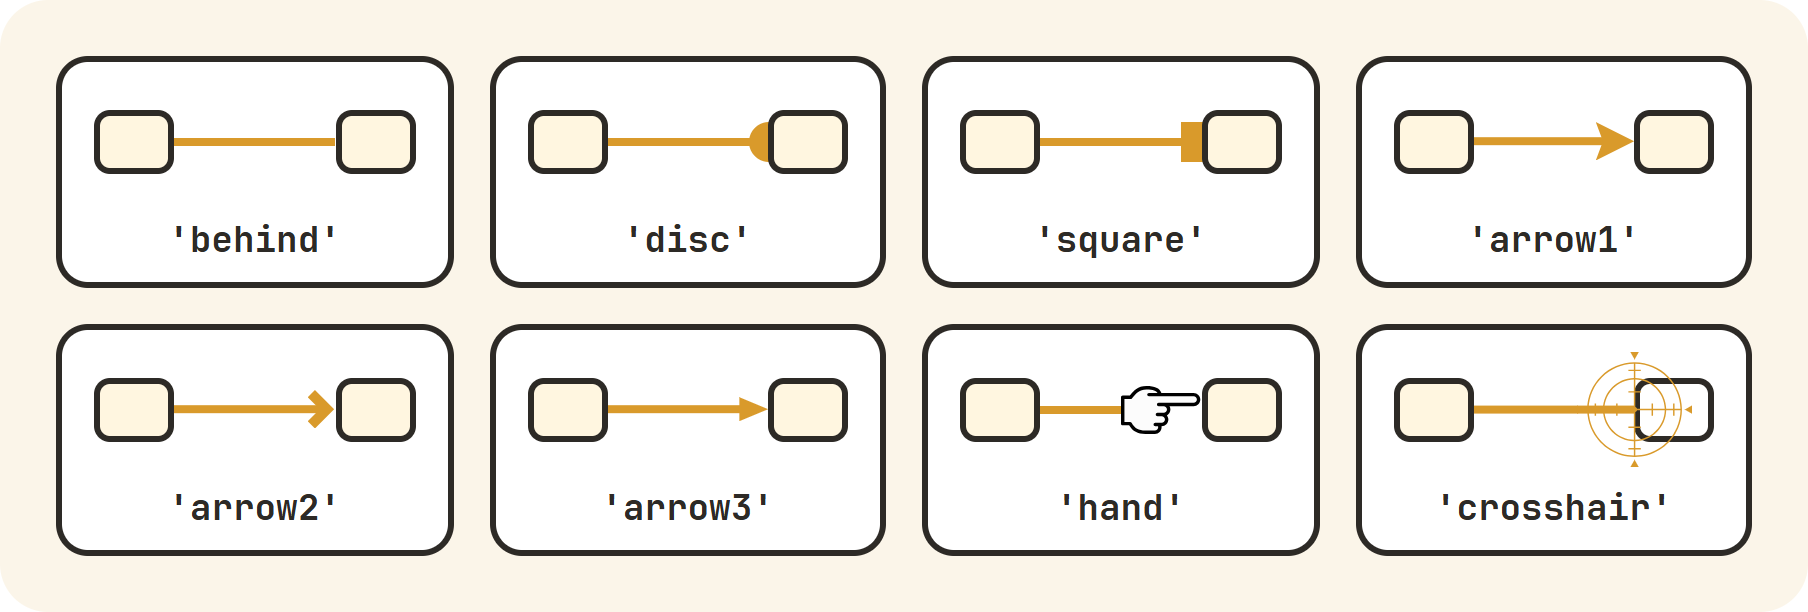 'behind'
'disc'
'square'
'arrow1'
'arrow2'
'arrow3'
'hand'
'crosshair'